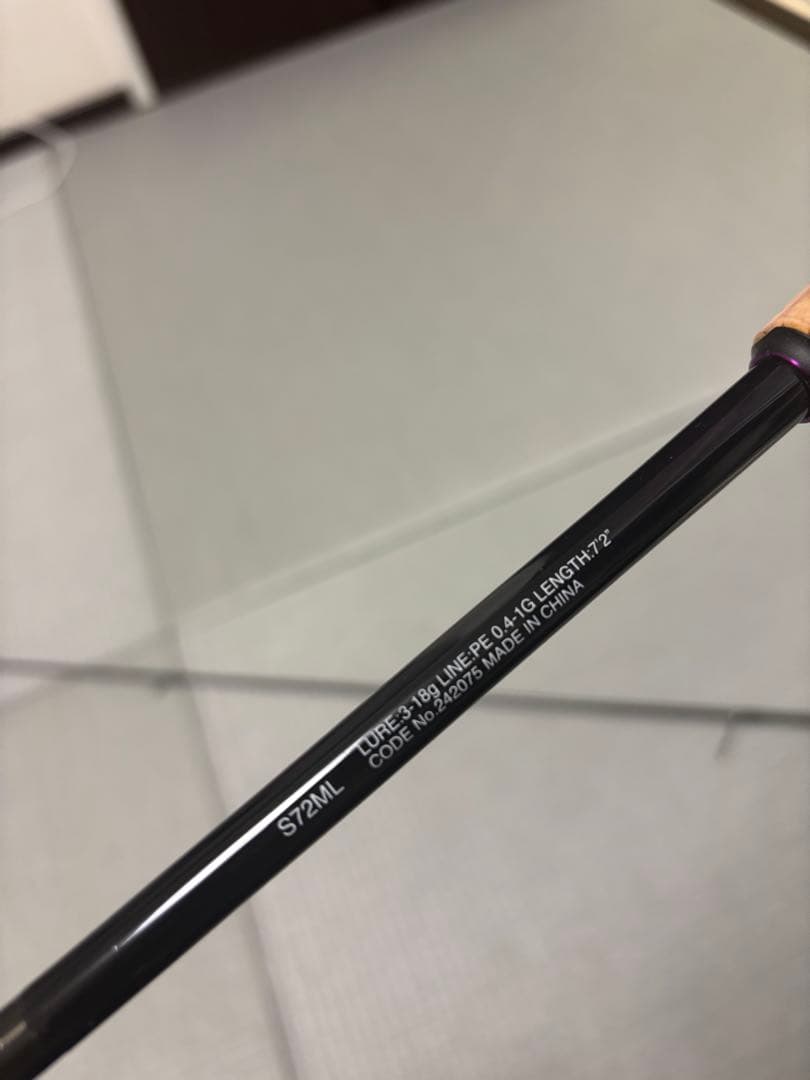 S72ML
LURE:3-18g LINE:PE 0.4-1G LENGTH:7'2"
CODE No.242075 MADE IN CHINA